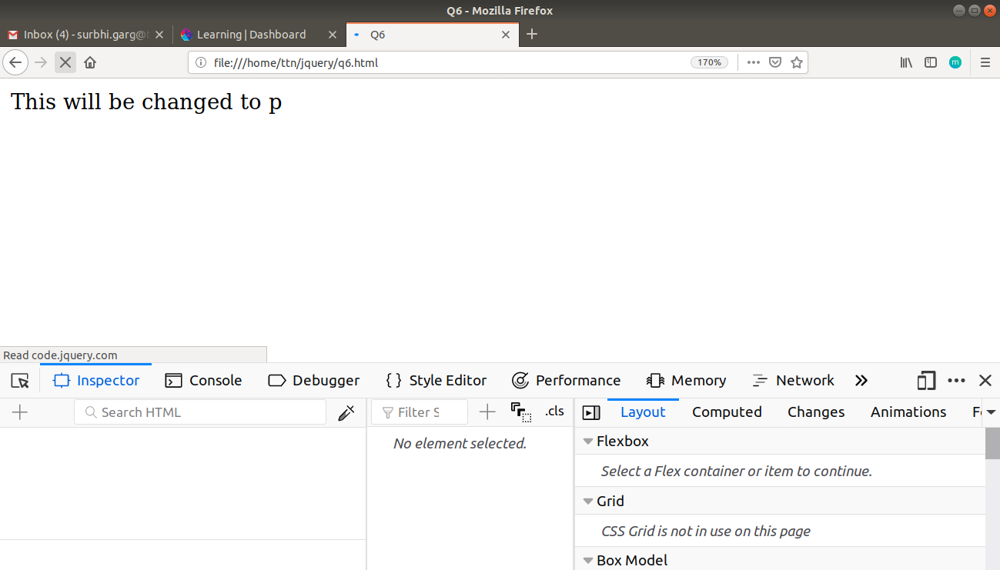 Q6 - Mozilla Firefox
Inbox (4) - surbhi.garg@t
Learning | Dashboard
Q6
file:///home/ttn/jquery/q6.html
170%
m
This will be changed to p
Read code.jquery.com
Inspector Console Debugger { } Style Editor Performance Memory Network
Search HTML
Filter S
.cls
Layout Computed Changes Animations Fo
No element selected.
Flexbox
Select a Flex container or item to continue.
Grid
CSS Grid is not in use on this page
Box Model